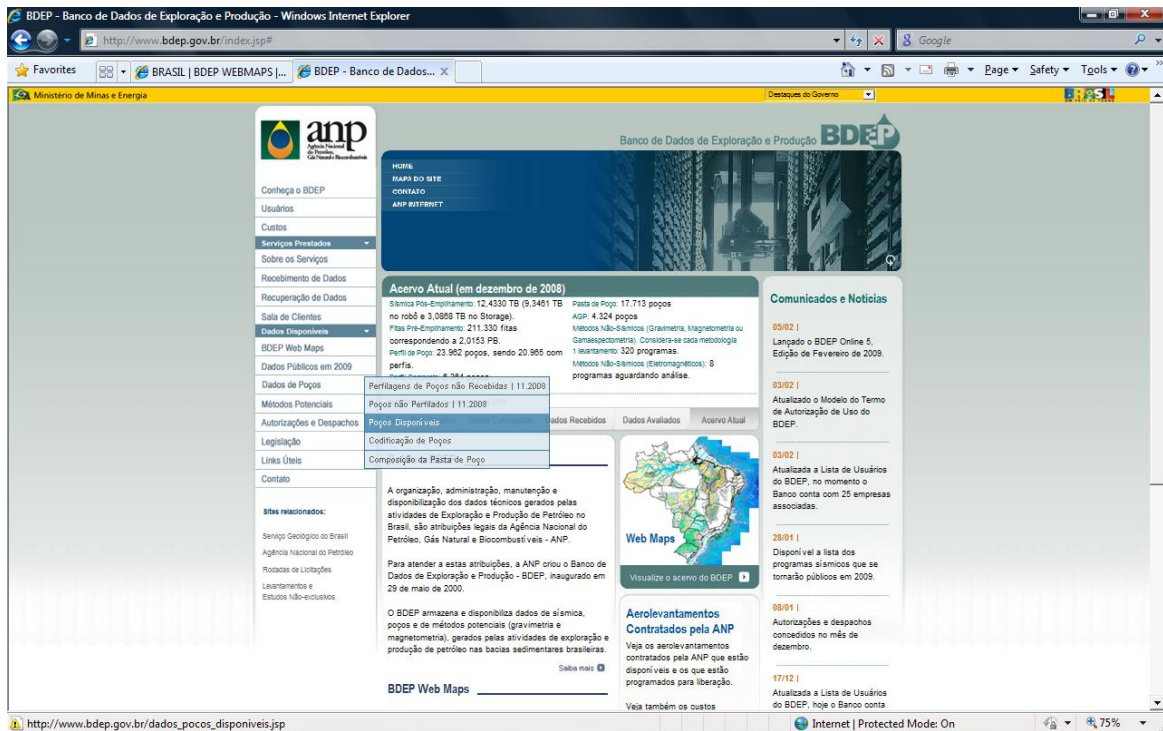 BDEP - Banco de Dados de Exploração e Produção - Windows Internet Explorer
http://www.bdep.gov.br/index.jsp#
Google
Favorites
BRASIL | BDEP WEBMAPS |...
BDEP - Banco de Dados...
Page
Safety
Tools
Ministério de Minas e Energia
Destaques do Governo
BRASIL
anp
Agência Nacional
do Petróleo,
Gás Natural e Biocombustíveis
Banco de Dados de Exploração e Produção BDEP
HOME
MAPA DO SITE
CONTATO
ANP INTERNET
Conheça o BDEP
Usuários
Custos
Serviços Prestados
Sobre os Serviços
Recebimento de Dados
Recuperação de Dados
Sala de Clientes
Dados Disponíveis
BDEP Web Maps
Dados Públicos em 2009
Dados de Poços
Métodos Potenciais
Autorizações e Despachos
Legislação
Links Úteis
Contato
Sites relacionados:
Serviço Geológico do Brasil
Agência Nacional do Petróleo
Rodadas de Licitações
Levantamentos e
Estudos Não-exclusivos
Perfilagens de Poços não Recebidas | 11.2008
Poços não Perfilados | 11.2008
Poços Disponíveis
Codificação de Poços
Composição da Pasta de Poço
Acervo Atual (em dezembro de 2008)
Sísmica Pós-Empilhamento: 12,4330 TB (9,3461 TB
no robô e 3,0868 TB no Storage).
Fitas Pré-Empilhamento: 211.330 fitas
correspondendo a 2,0153 PB.
Perfil de Poço: 23.962 poços, sendo 20.965 com
perfis.
Pasta de Poço: 17.713 poços
AGP: 4.324 poços
Métodos Não-Sísmicos (Gravimetria, Magnetometria ou
Gamaespectometria). Considera-se cada metodologia
1 levantamento: 320 programas.
Métodos Não-Sísmicos (Eletromagnéticos): 8
programas aguardando análise.
Dados Recebidos
Dados Avaliados
Acervo Atual
A organização, administração, manutenção e
disponibilização dos dados técnicos gerados pelas
atividades de Exploração e Produção de Petróleo no
Brasil, são atribuições legais da Agência Nacional do
Petróleo, Gás Natural e Biocombustíveis - ANP.
Para atender a estas atribuições, a ANP criou o Banco de
Dados de Exploração e Produção - BDEP, inaugurado em
29 de maio de 2000.
O BDEP armazena e disponibiliza dados de sísmica,
poços e de métodos potenciais (gravimetria e
magnetometria), gerados pelas atividades de exploração e
produção de petróleo nas bacias sedimentares brasileiras.
Saiba mais
BDEP Web Maps
Web Maps
Visualize o acervo do BDEP
Aerolevantamentos
Contratados pela ANP
Veja os aerolevantamentos
contratados pela ANP que estão
disponíveis e os que estão
programados para liberação.
Veja também os custos
Comunicados e Noticias
05/02 |
Lançado o BDEP Online 5,
Edição de Fevereiro de 2009.
03/02 |
Atualizado o Modelo do Termo
de Autorização de Uso do
BDEP.
03/02 |
Atualizada a Lista de Usuários
do BDEP, no momento o
Banco conta com 25 empresas
associadas.
28/01 |
Disponível a lista dos
programas sísmicos que se
tornarão públicos em 2009.
08/01 |
Autorizações e despachos
concedidos no mês de
dezembro.
17/12 |
Atualizada a Lista de Usuários
do BDEP, hoje o Banco conta
http://www.bdep.gov.br/dados_pocos_disponiveis.jsp
Internet | Protected Mode: On
75%